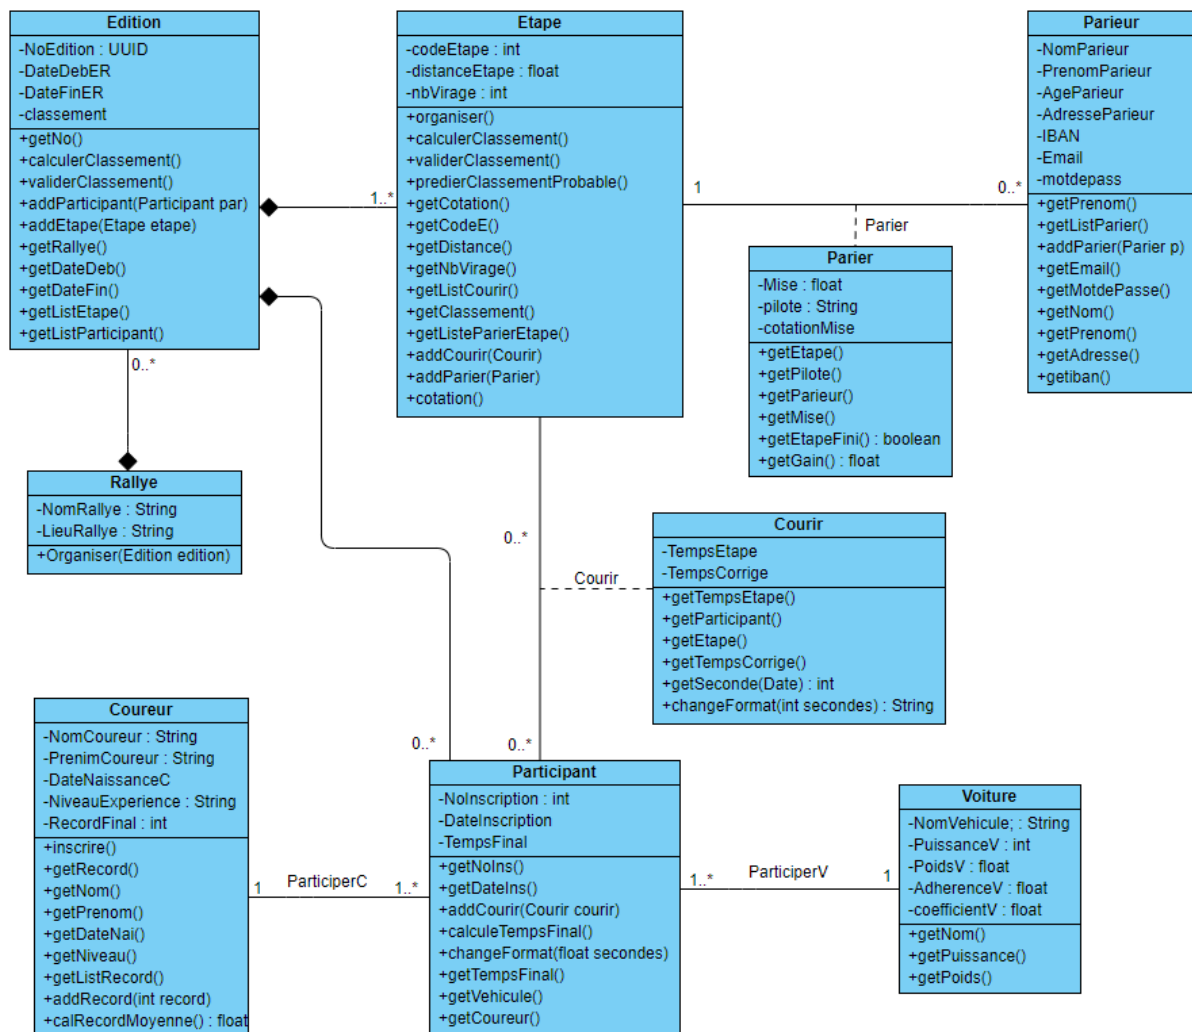 Edition
-NoEdition : UUID
-DateDebER
-DateFinER
-classement
+getNo()
+calculerClassement()
+validerClassement()
+addParticipant(Participant par)
+addEtape(Etape etape)
+getRallye()
+getDateDeb()
+getDateFin()
+getListEtape()
+getListParticipant()
1..*
0..*
Etape
-codeEtape : int
-distanceEtape : float
-nbVirage : int
+organiser()
+calculerClassement()
+validerClassement()
+predierClassementProbable()
+getCotation()
+getCodeE()
+getDistance()
+getNbVirage()
+getListCourir()
+getClassement()
+getListeParierEtape()
+addCourir(Courir)
+addParier(Parier)
+cotation()
1
0..*
Parier
Parieur
-NomParieur
-PrenomParieur
-AgeParieur
-AdresseParieur
-IBAN
-Email
-motdepass
+getPrenom()
+getListParier()
+addParier(Parier p)
+getEmail()
+getMotdePasse()
+getNom()
+getPrenom()
+getAdresse()
+getiban()
Parier
-Mise : float
-pilote : String
-cotationMise
+getEtape()
+getPilote()
+getParieur()
+getMise()
+getEtapeFini() : boolean
+getGain() : float
Rallye
-NomRallye : String
-LieuRallye : String
+Organiser(Edition edition)
0..*
Courir
Courir
-TempsEtape
-TempsCorrige
+getTempsEtape()
+getParticipant()
+getEtape()
+getTempsCorrige()
+getSeconde(Date) : int
+changeFormat(int secondes) : String
0..*
0..*
Coureur
-NomCoureur : String
-PrenimCoureur : String
-DateNaissanceC
-NiveauExperience : String
-RecordFinal : int
+inscrire()
+getRecord()
+getNom()
+getPrenom()
+getDateNai()
+getNiveau()
+getListRecord()
+addRecord(int record)
+calRecordMoyenne() : float
1
ParticiperC
1..*
Participant
-NoInscription : int
-DateInscription
-TempsFinal
+getNoIns()
+getDateIns()
+addCourir(Courir courir)
+calculeTempsFinal()
+changeFormat(float secondes)
+getTempsFinal()
+getVehicule()
+getCoureur()
1..*
ParticiperV
1
Voiture
-NomVehicule; : String
-PuissanceV : int
-PoidsV : float
-AdherenceV : float
-coefficientV : float
+getNom()
+getPuissance()
+getPoids()